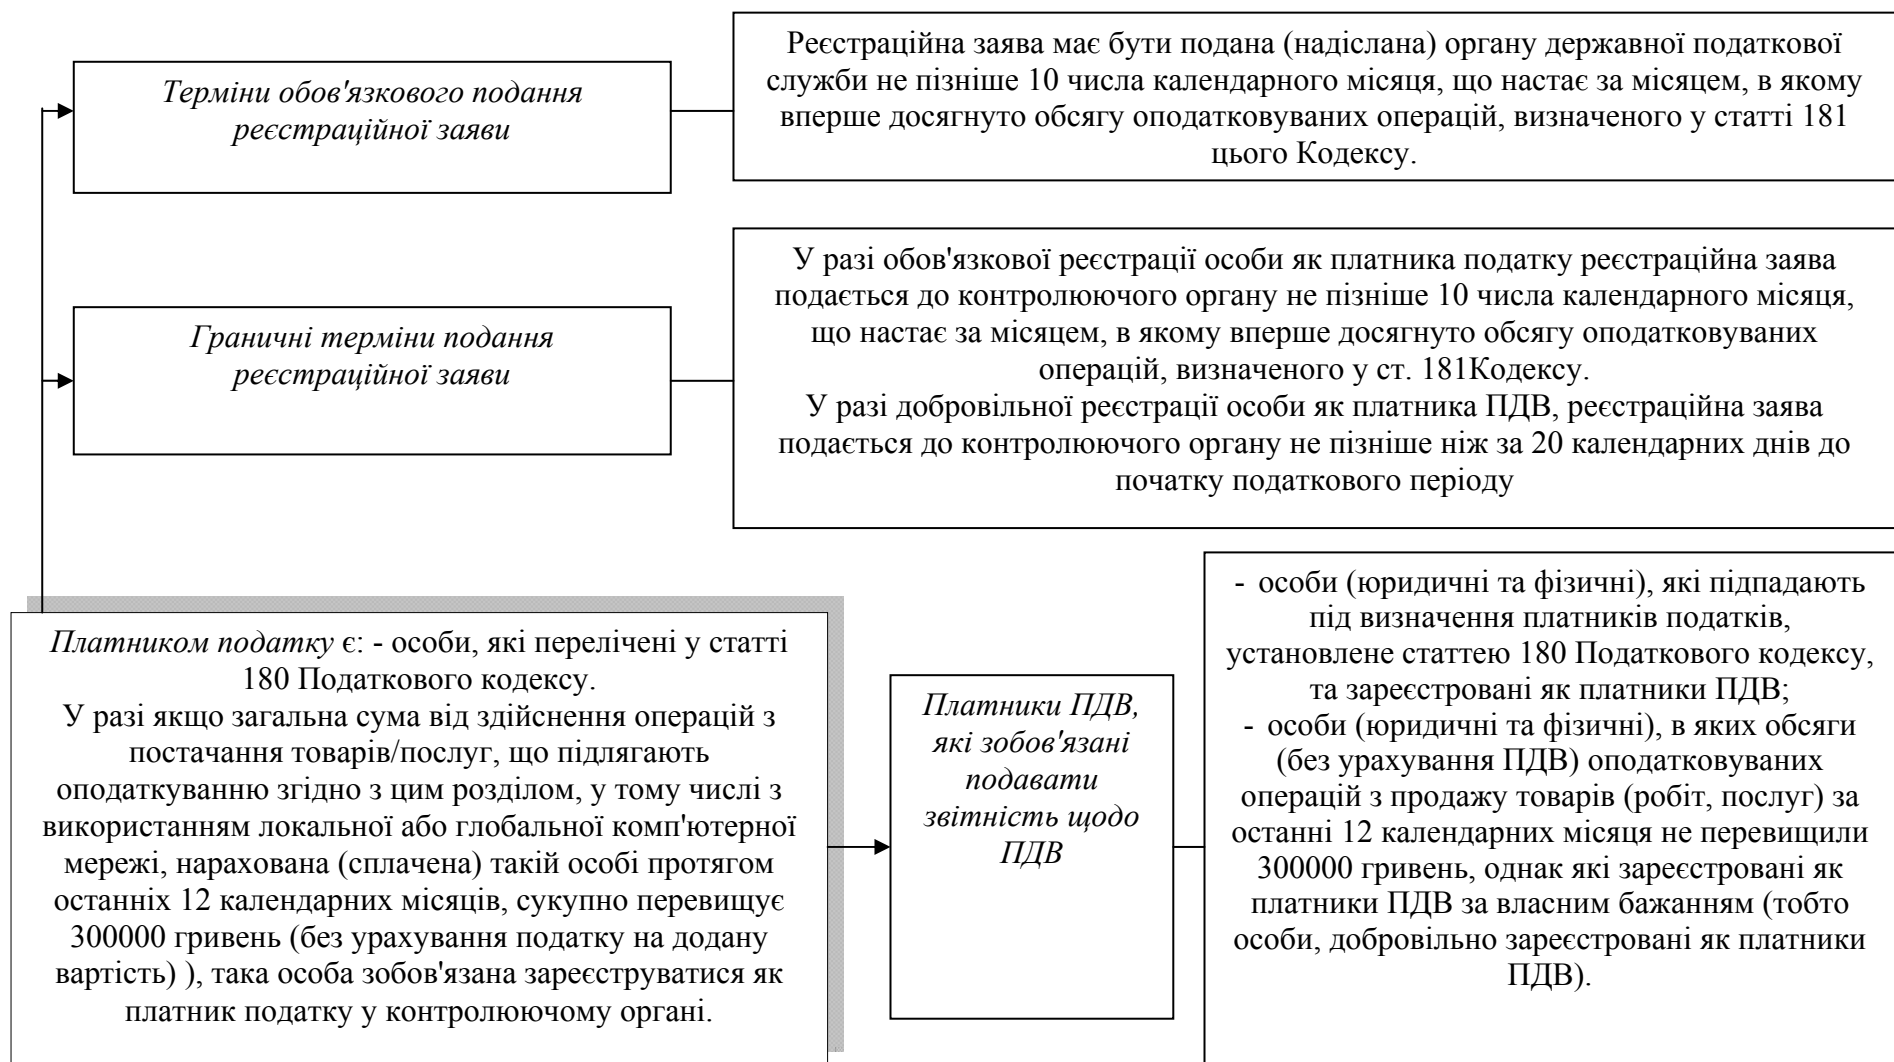 Терміни обов'язкового подання
реєстраційної заяви
Реєстраційна заява має бути подана (надіслана) органу державної податкової
служби не пізніше 10 числа календарного місяця, що настає за місяцем, в якому
вперше досягнуто обсягу оподатковуваних операцій, визначеного у статті 181
цього Кодексу.
Граничні терміни подання
реєстраційної заяви
У разі обов'язкової реєстрації особи як платника податку реєстраційна заява
подається до контролюючого органу не пізніше 10 числа календарного місяця,
що настає за місяцем, в якому вперше досягнуто обсягу оподатковуваних
операцій, визначеного у ст. 181Кодексу.
У разі добровільної реєстрації особи як платника ПДВ, реєстраційна заява
подається до контролюючого органу не пізніше ніж за 20 календарних днів до
початку податкового періоду
Платником податку є: - особи, які перелічені у статті
180 Податкового кодексу.
У разі якщо загальна сума від здійснення операцій з
постачання товарів/послуг, що підлягають
оподаткуванню згідно з цим розділом, у тому числі з
використанням локальної або глобальної комп'ютерної
мережі, нарахована (сплачена) такій особі протягом
останніх 12 календарних місяців, сукупно перевищує
300000 гривень (без урахування податку на додану
вартість) ), така особа зобов'язана зареєструватися як
платник податку у контролюючому органі.
Платники ПДВ,
які зобов'язані
подавати
звітність щодо
ПДВ
- особи (юридичні та фізичні), які підпадають
під визначення платників податків,
установлене статтею 180 Податкового кодексу,
та зареєстровані як платники ПДВ;
- особи (юридичні та фізичні), в яких обсяги
(без урахування ПДВ) оподатковуваних
операцій з продажу товарів (робіт, послуг) за
останні 12 календарних місяця не перевищили
300000 гривень, однак які зареєстровані як
платники ПДВ за власним бажанням (тобто
особи, добровільно зареєстровані як платники
ПДВ).